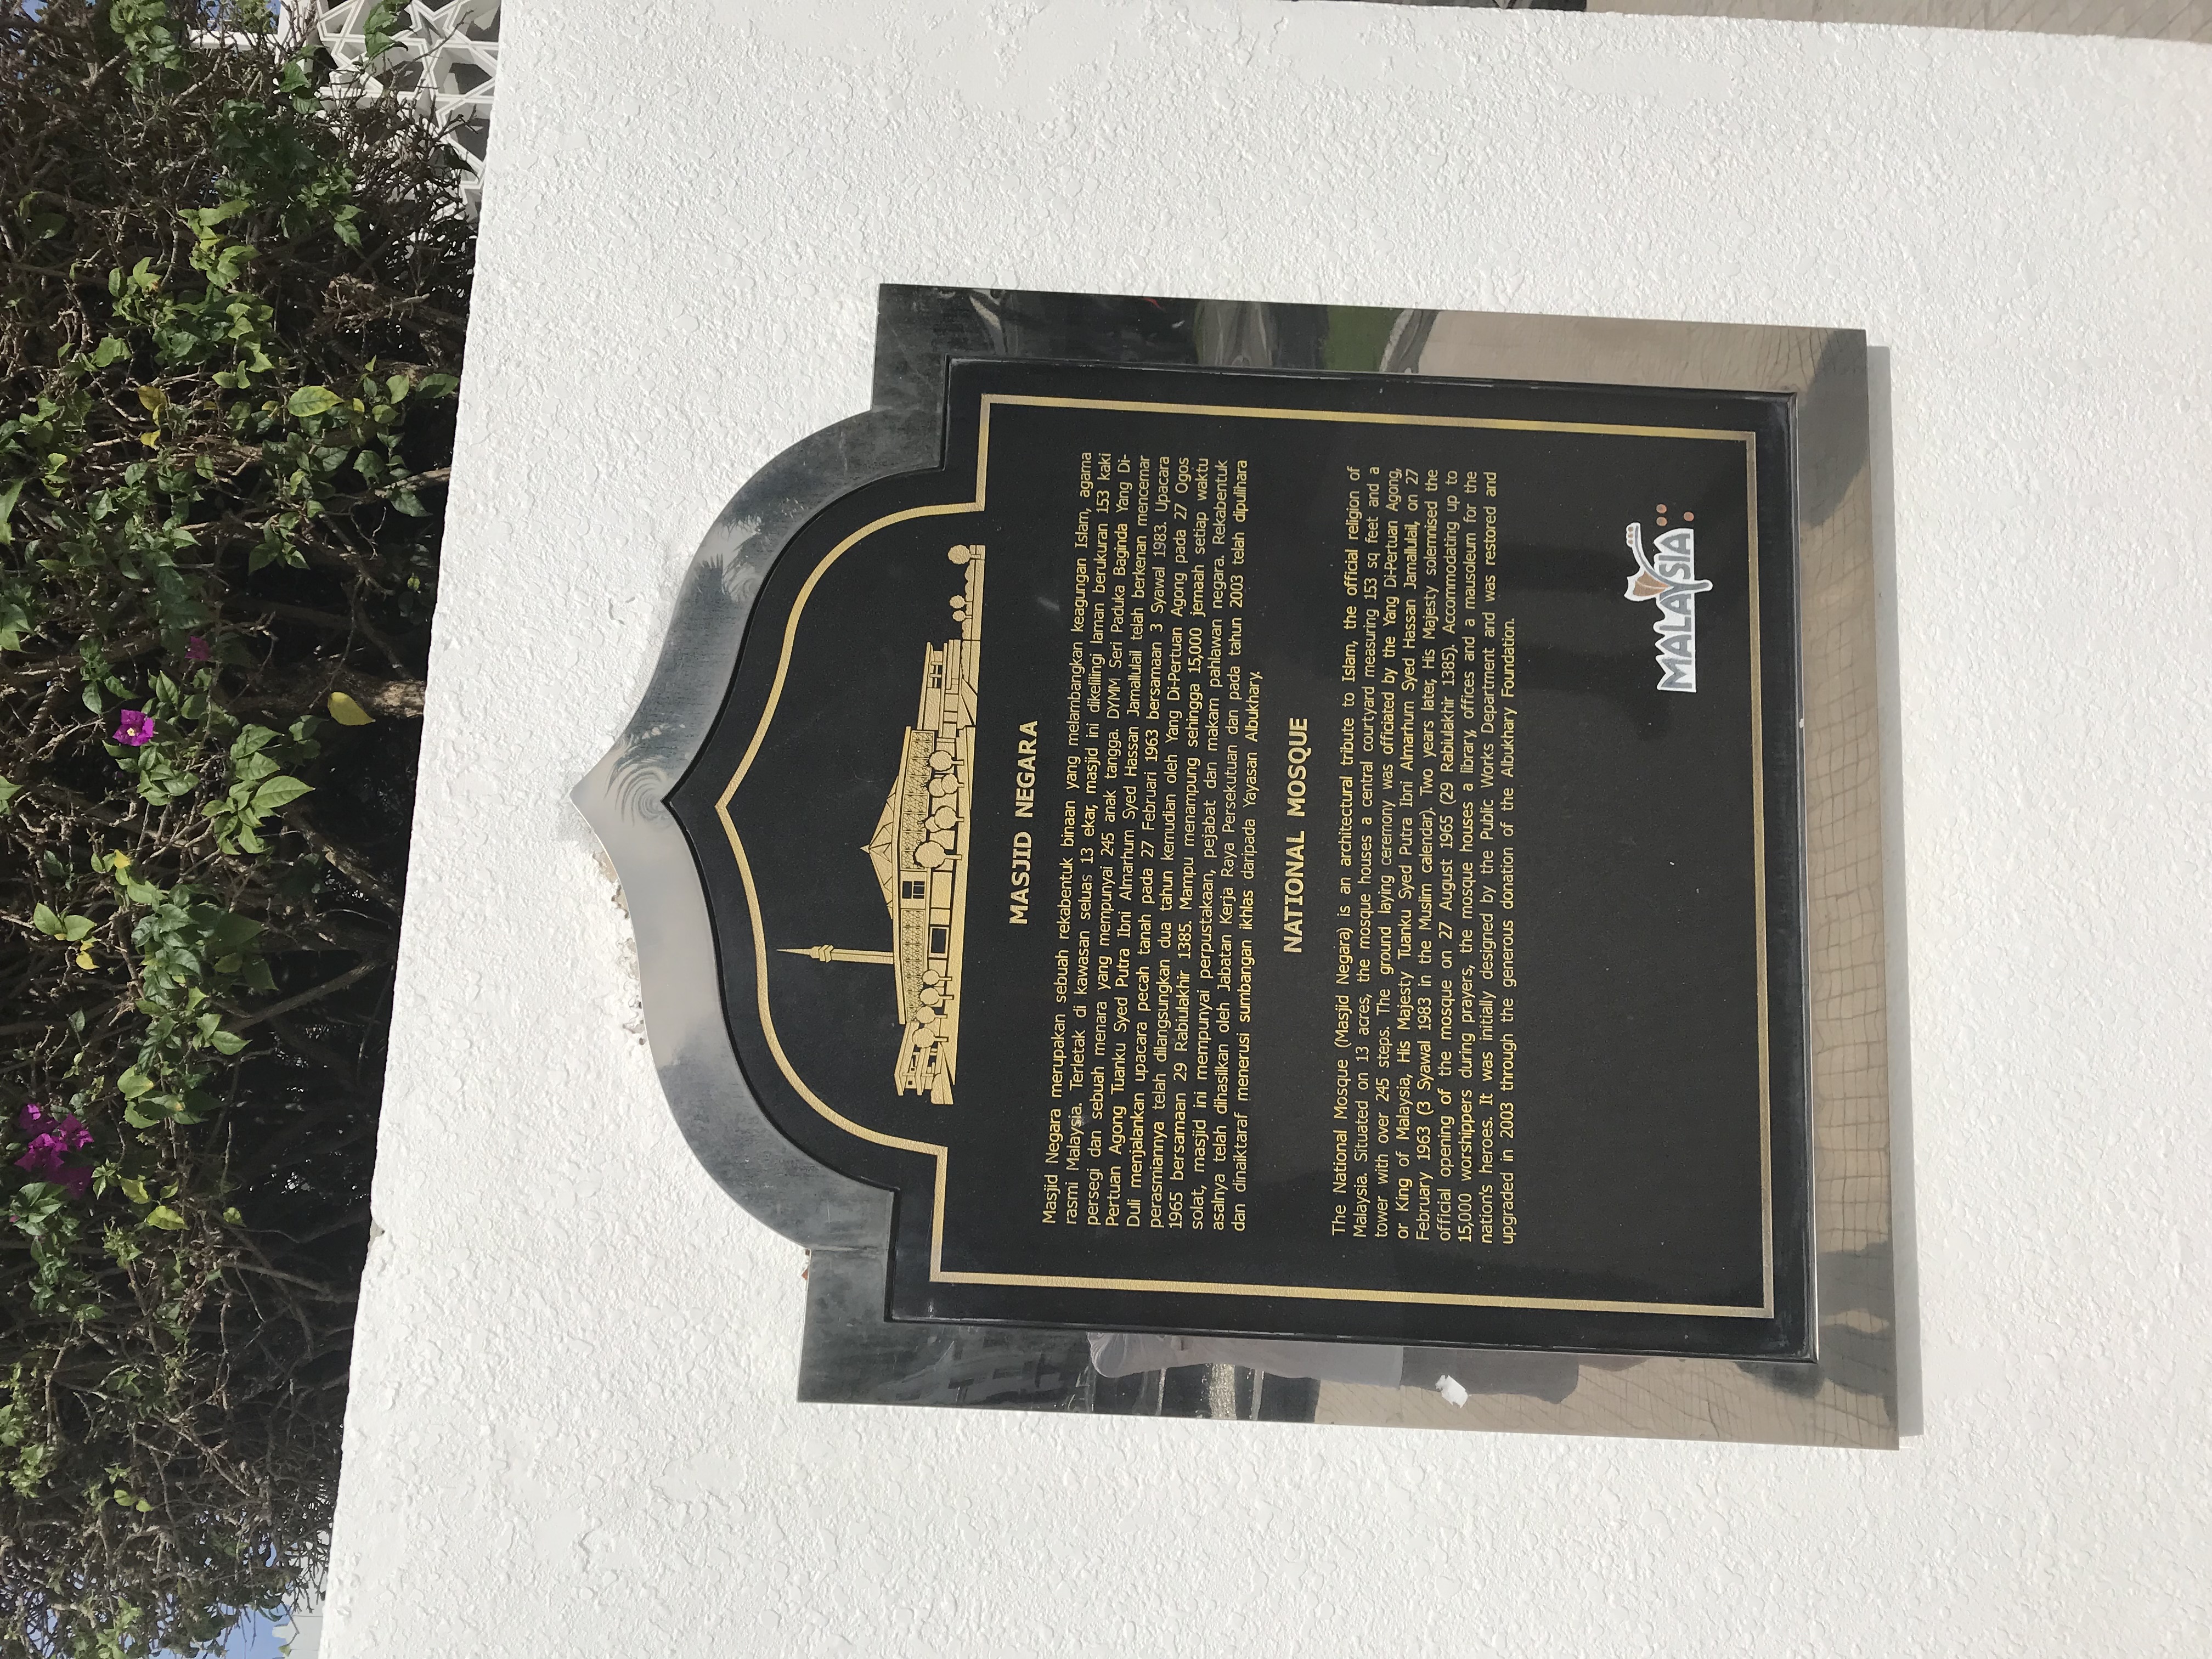 MASJID NEGARA
Masjid Negara merupakan sebuah rekabentuk binaan yang melambangkan keagungan Islam, agama
rasmi Malaysia. Terletak di kawasan seluas 13 ekar, masjid ini dikelilingi laman berukuran 153 kaki
persegi dan sebuah menara yang mempunyai 245 anak tangga. DYMM Seri Paduka Baginda Yang Di-
Pertuan Agong Tuanku Syed Putra Ibni Almarhum Syed Hassan Jamallulail telah berkenan mencemar
Duli menjalankan upacara pecah tanah pada 27 Februari 1963 bersamaan 3 Syawal 1983. Upacara
perasmiannya telah dilangsungkan dua tahun kemudian oleh Yang Di-Pertuan Agong pada 27 Ogos
1965 bersamaan 29 Rabiulakhir 1385. Mampu menampung sehingga 15,000 jemaah setiap waktu
solat, masjid ini mempunyai perpustakaan, pejabat dan makam pahlawan negara. Rekabentuk
asalnya telah dihasilkan oleh Jabatan Kerja Raya Persekutuan dan pada tahun 2003 telah dipulihara
dan dinaiktaraf menerusi sumbangan ikhlas daripada Yayasan Albukhary.
NATIONAL MOSQUE
The National Mosque (Masjid Negara) is an architectural tribute to Islam, the official religion of
Malaysia. Situated on 13 acres, the mosque houses a central courtyard measuring 153 sq feet and a
tower with over 245 steps. The ground laying ceremony was officiated by the Yang Di-Pertuan Agong,
or King of Malaysia, His Majesty Tuanku Syed Putra Ibni Almarhum Syed Hassan Jamallulail, on 27
February 1963 (3 Syawal 1983 in the Muslim calendar). Two years later, His Majesty solemnised the
official opening of the mosque on 27 August 1965 (29 Rabiulakhir 1385). Accommodating up to
15,000 worshippers during prayers, the mosque houses a library, offices and a mausoleum for the
nation's heroes. It was initially designed by the Public Works Department and was restored and
upgraded in 2003 through the generous donation of the Albukhary Foundation.
MALAYSIA